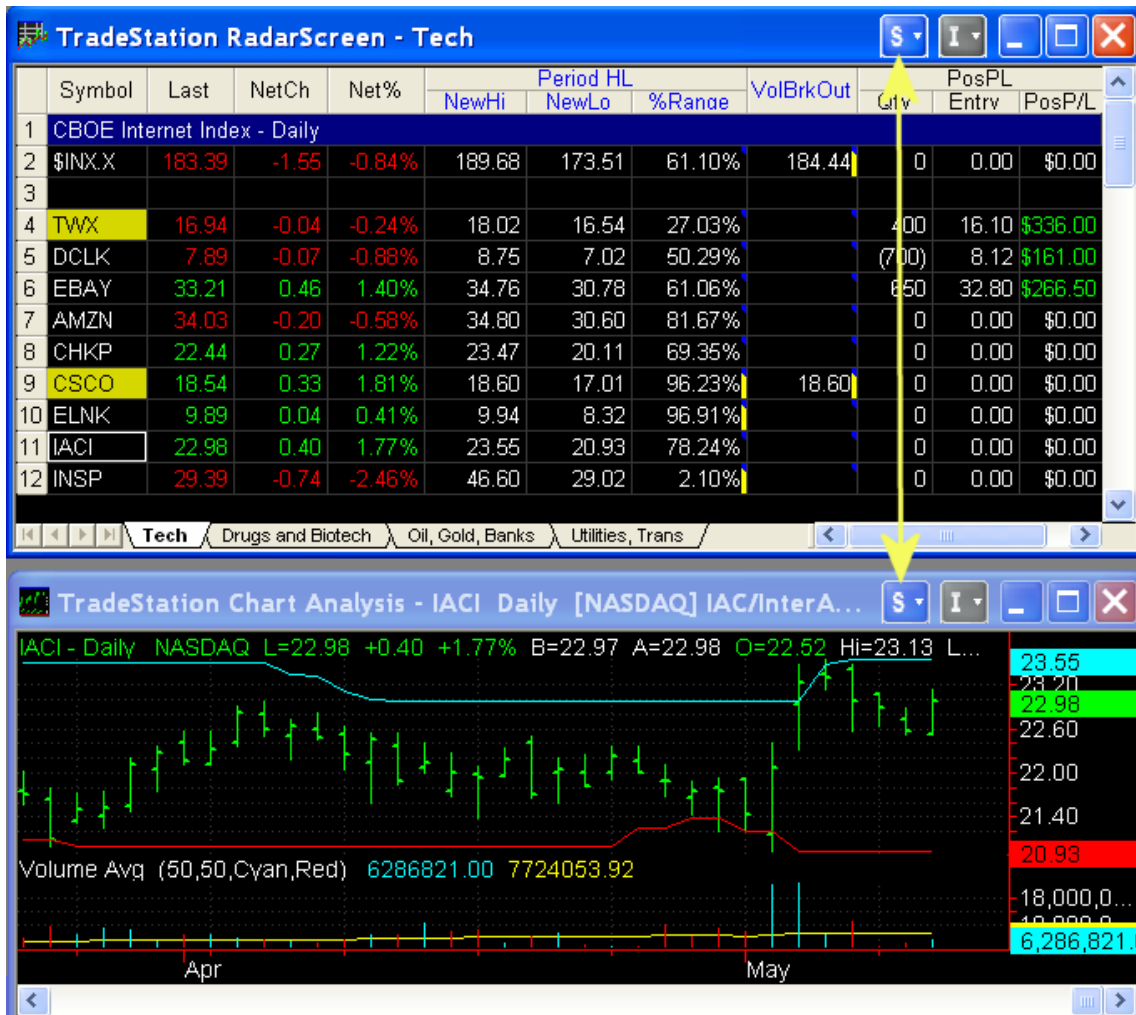 TradeStation RadarScreen - Tech S I
Symbol Last NetCh Net% Period HL VolBrkOut PosPL
NewHi NewLo %Range Qty Entry PosP/L
1 CBOE Internet Index - Daily
2 $INX.X 183.39 -1.55 -0.84% 189.68 173.51 61.10% 184.44 0 0.00 $0.00
3
4 TWX 16.94 -0.04 -0.24% 18.02 16.54 27.03% 400 16.10 $336.00
5 DCLK 7.89 -0.07 -0.88% 8.75 7.02 50.29% (700) 8.12 $161.00
6 EBAY 33.21 0.46 1.40% 34.76 30.78 61.06% 650 32.80 $266.50
7 AMZN 34.03 -0.20 -0.58% 34.80 30.60 81.67% 0 0.00 $0.00
8 CHKP 22.44 0.27 1.22% 23.47 20.11 69.35% 0 0.00 $0.00
9 CSCO 18.54 0.33 1.81% 18.60 17.01 96.23% 18.60 0 0.00 $0.00
10 ELNK 9.89 0.04 0.41% 9.94 8.32 96.91% 0 0.00 $0.00
11 IACI 22.98 0.40 1.77% 23.55 20.93 78.24% 0 0.00 $0.00
12 INSP 29.39 -0.74 -2.46% 46.60 29.02 2.10% 0 0.00 $0.00
Tech Drugs and Biotech Oil, Gold, Banks Utilities, Trans
TradeStation Chart Analysis - IACI Daily [NASDAQ] IAC/InterA... S I
IACI - Daily NASDAQ L=22.98 +0.40 +1.77% B=22.97 A=22.98 O=22.52 Hi=23.13 L...
23.55
23.20
22.98
22.60
22.00
21.40
20.93
Volume Avg (50,50,Cyan,Red) 6286821.00 7724053.92
18,000,0...
6,286,821.
Apr May